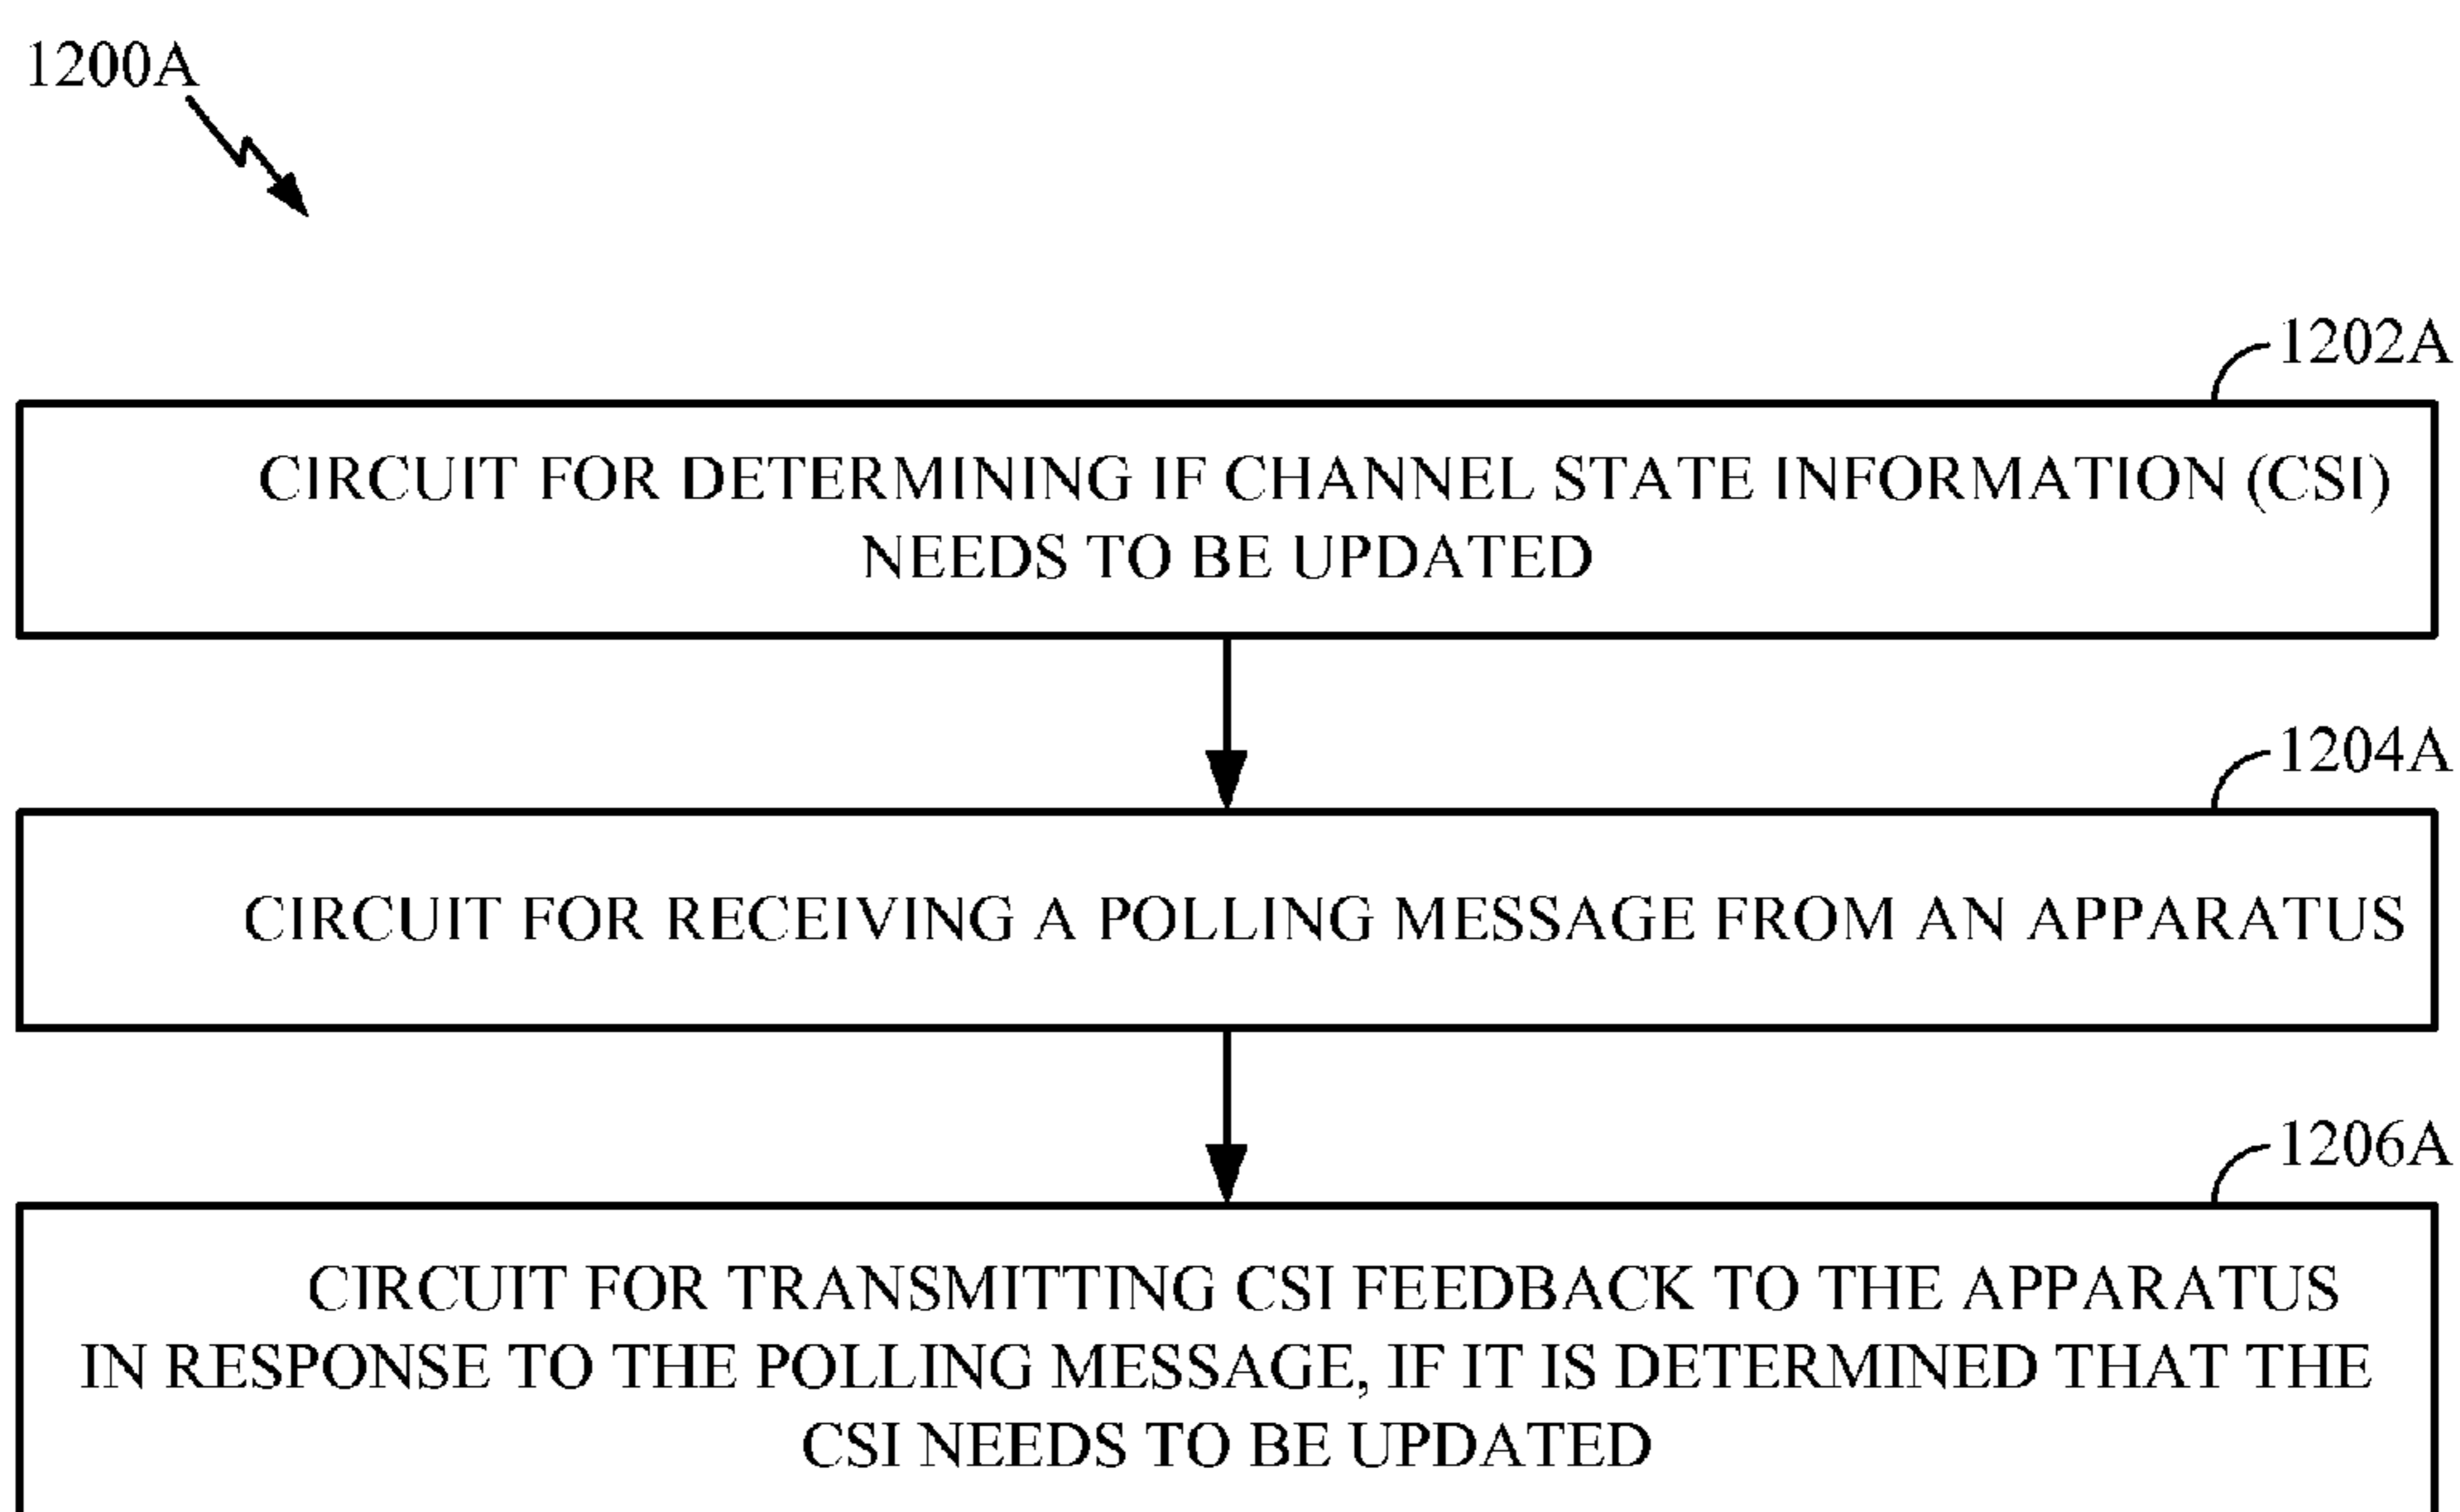 1200A
1202A
CIRCUIT FOR DETERMINING IF CHANNEL STATE INFORMATION (CSI)
NEEDS TO BE UPDATED
1204A
CIRCUIT FOR RECEIVING A POLLING MESSAGE FROM AN APPARATUS
1206A
CIRCUIT FOR TRANSMITTING CSI FEEDBACK TO THE APPARATUS
IN RESPONSE TO THE POLLING MESSAGE, IF IT IS DETERMINED THAT THE
CSI NEEDS TO BE UPDATED